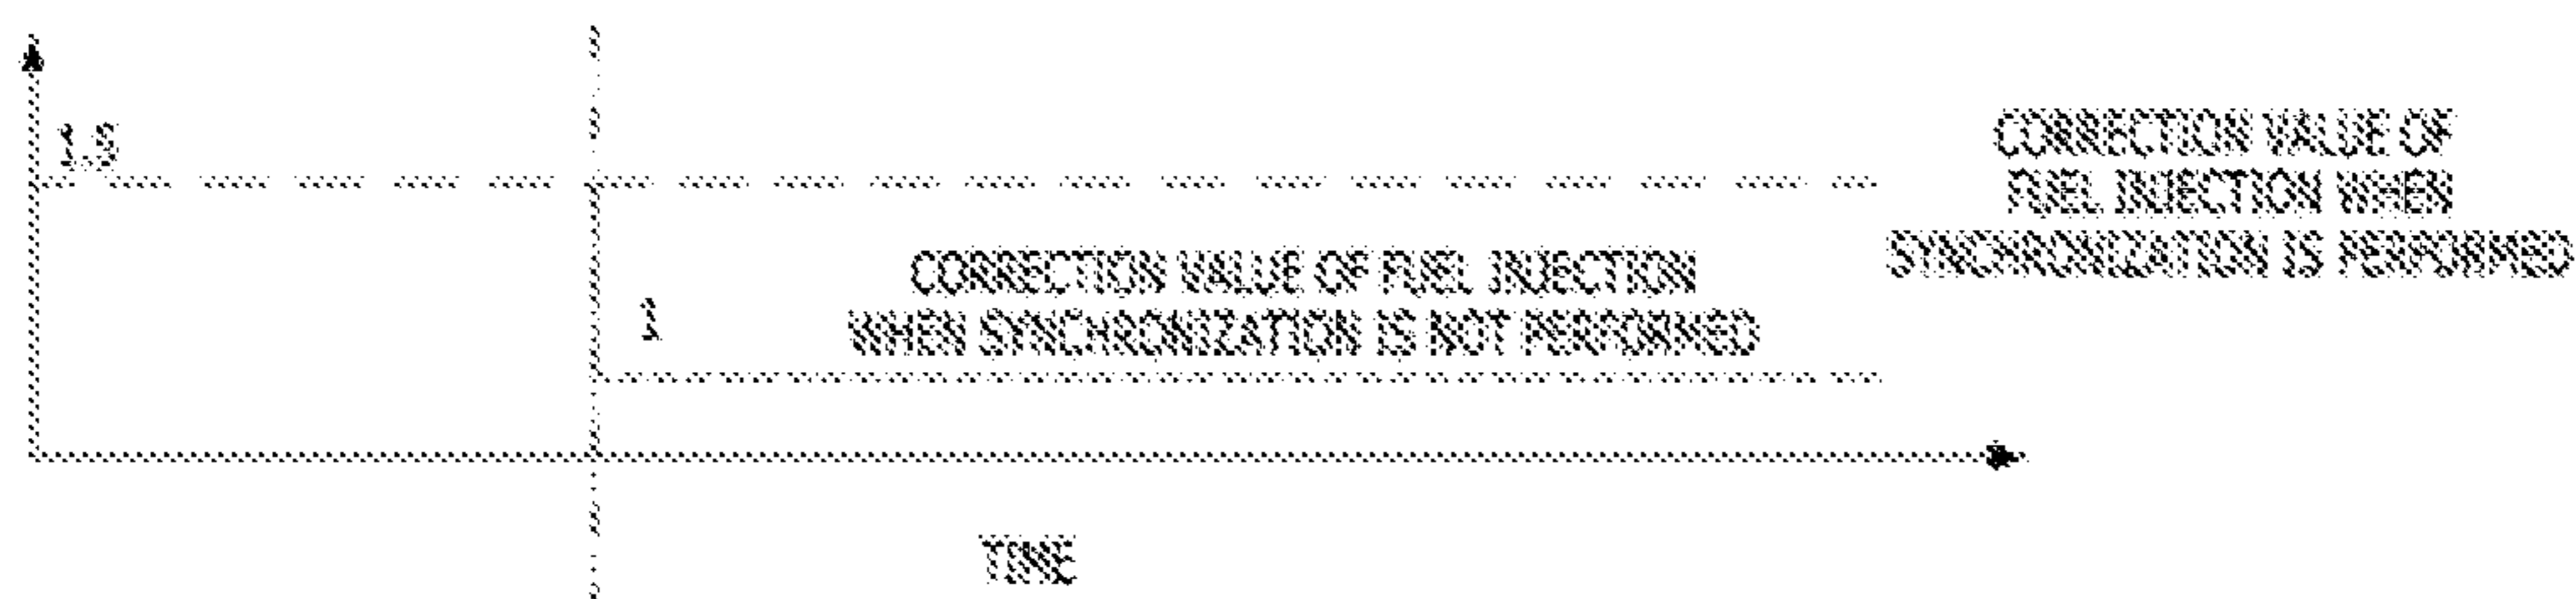 1.5
CORRECTION VALUE OF
FUEL INJECTION WHEN
SYNCHRONIZATION IS PERFORMED
CORRECTION VALUE OF FUEL INJECTION
WHEN SYNCHRONIZATION IS NOT PERFORMED
1
TIME